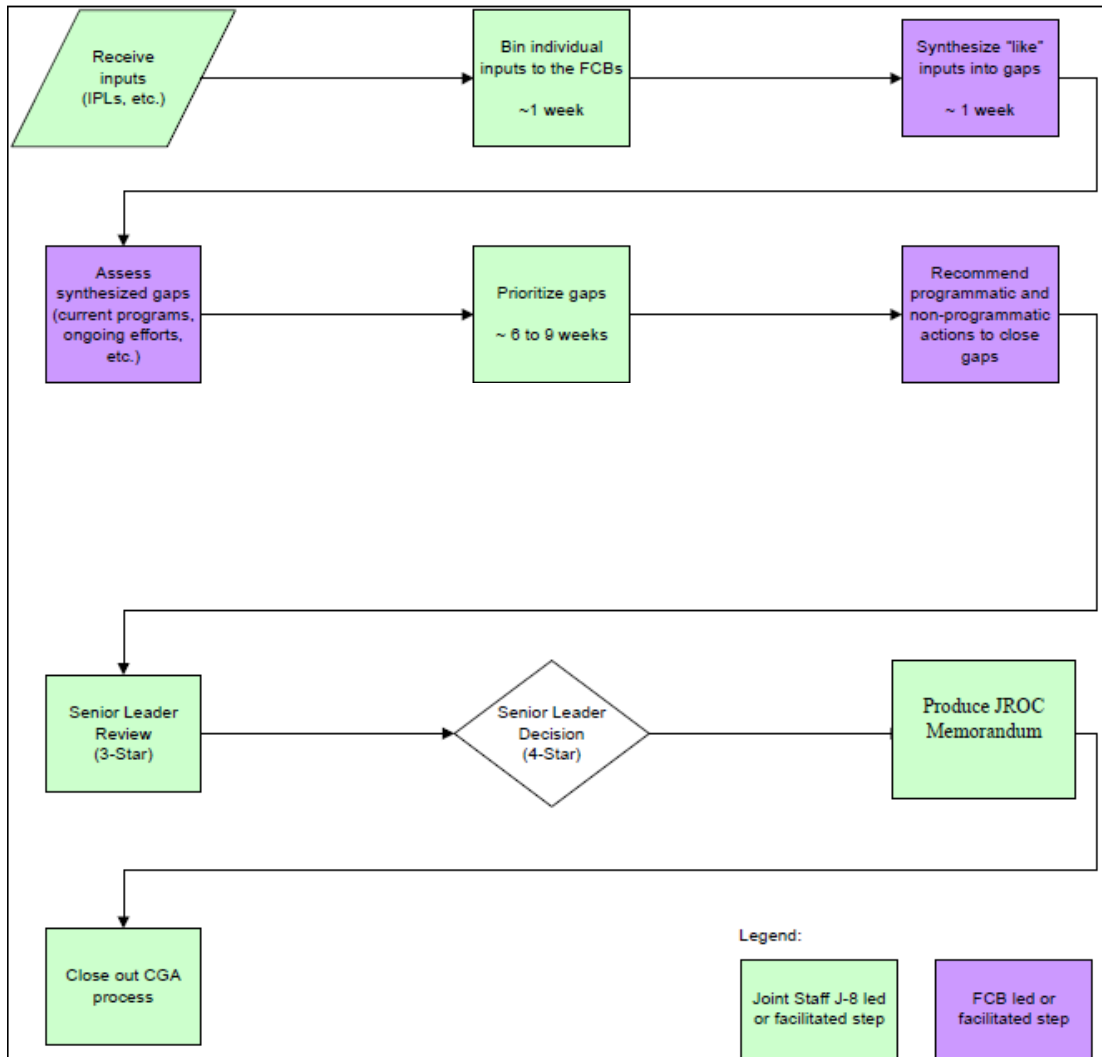 Receive
inputs
(IPLs, etc.)
Bin individual
inputs to the FCBs
~1 week
Synthesize "like"
inputs into gaps
~ 1 week
Assess
synthesized gaps
(current programs,
ongoing efforts,
etc.)
Prioritize gaps
~ 6 to 9 weeks
Recommend
programmatic and
non-programmatic
actions to close
gaps
Senior Leader
Review
(3-Star)
Senior Leader
Decision
(4-Star)
Produce JROC
Memorandum
Close out CGA
process
Legend:
Joint Staff J-8 led
or facilitated step
FCB led or
facilitated step